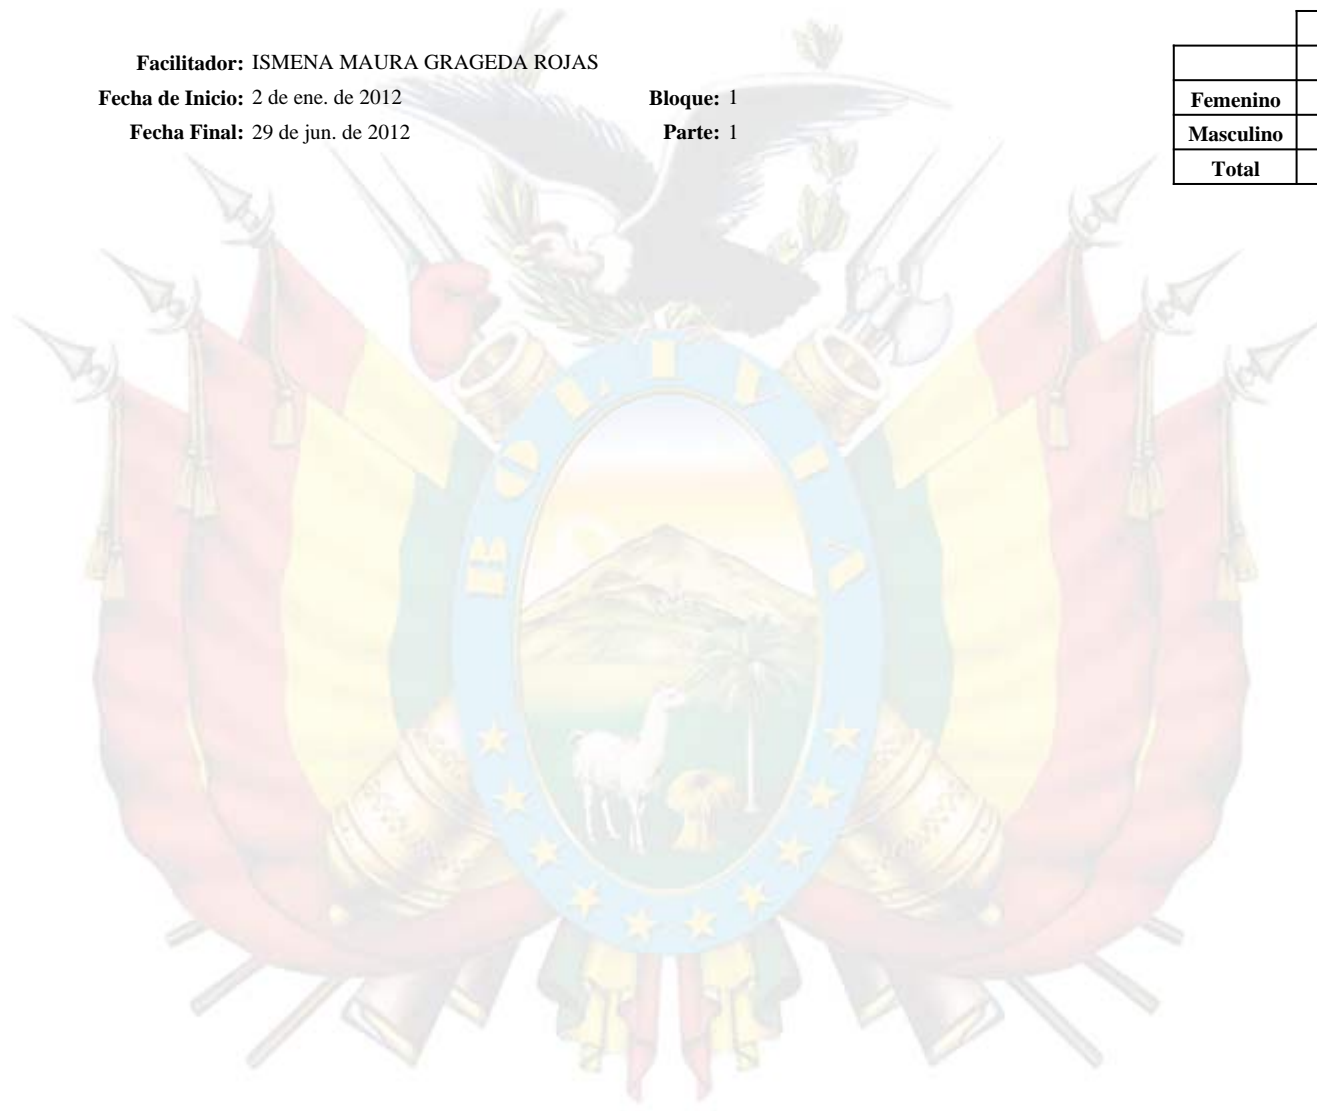 Facilitador: ISMENA MAURA GRAGEDA ROJAS
Fecha de Inicio: 2 de ene. de 2012 Bloque: 1
Fecha Final: 29 de jun. de 2012 Parte: 1
Femenino
Masculino
Total
BOLIVIA